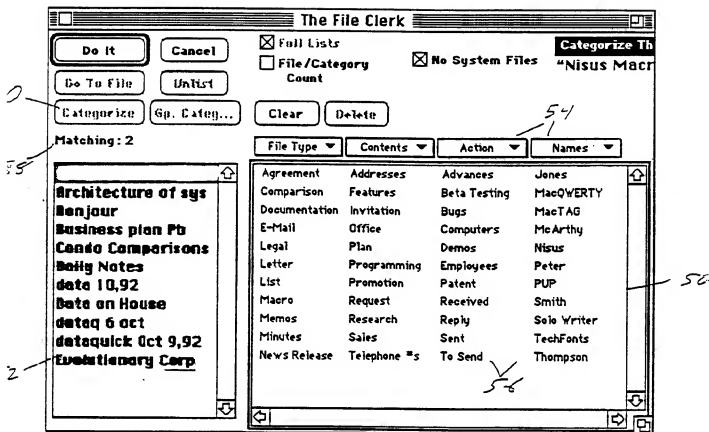 The File Clerk
Do It
Cancel
Full Lists
File/Category Count
No System Files
Categorize Th
"Nisus Macr
Go To File
Unlist
Categorize
Gp. Categ...
Clear
Delete
54
Matching: 2
File Type
Contents
Action
Names
Architecture of sys
Bonjour
Business plan Pb
Condo Comparisons
Daily Notes
data 10,92
Data on House
dataq 6 oct
dataquick Oct 9,92
Evolutionary Corp
Agreement Addresses Advances Jones
Comparison Features Beta Testing MacQWERTY
Documentation Invitation Bugs MacTAG
E-Mail Office Computers McArthy
Legal Plan Demos Nisus
Letter Programming Employees Peter
List Promotion Patent PUP
Macro Request Received Smith
Memos Research Reply Solo Writer
Minutes Sales Sent TechFonts
News Release Telephone #s To Send Thompson
56